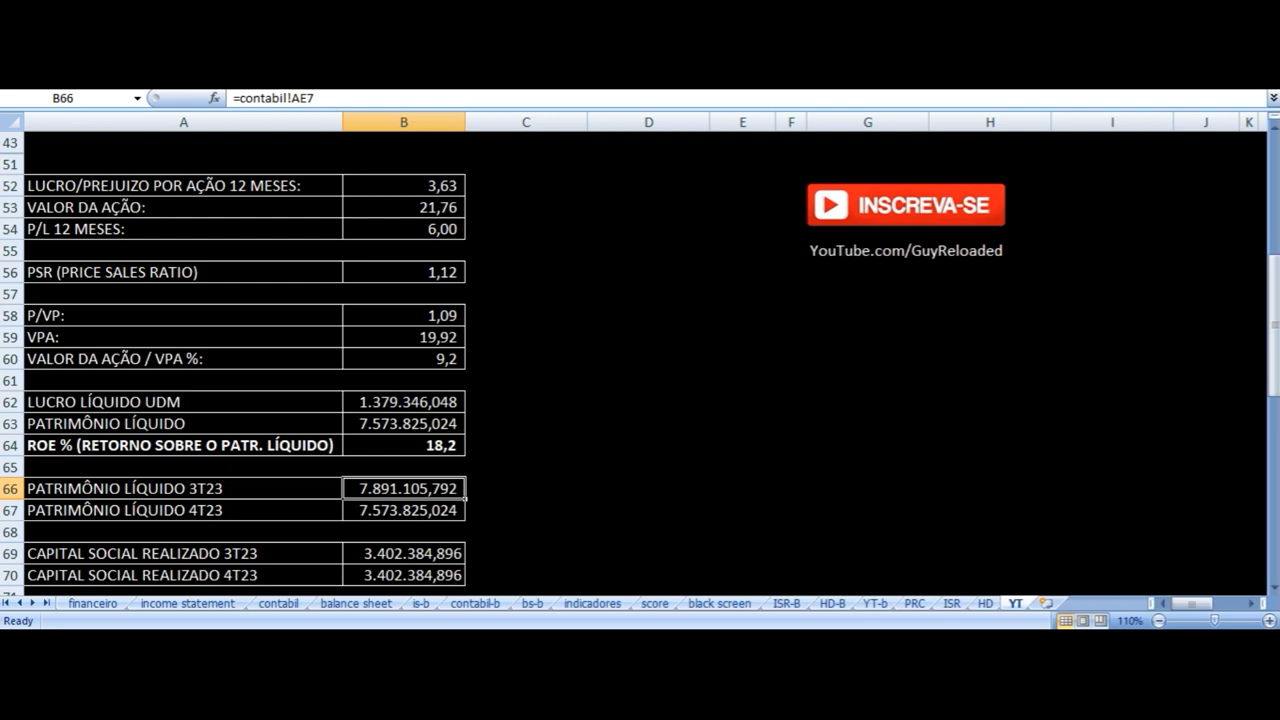 B66 fx =contabil!AE7
A B C D E F G H I J K
43
51
52 LUCRO/PREJUIZO POR AÇÃO 12 MESES: 3,63
53 VALOR DA AÇÃO: 21,76
54 P/L 12 MESES: 6,00
55
56 PSR (PRICE SALES RATIO) 1,12
57
58 P/VP: 1,09
59 VPA: 19,92
60 VALOR DA AÇÃO / VPA %: 9,2
61
62 LUCRO LÍQUIDO UDM 1.379.346,048
63 PATRIMÔNIO LÍQUIDO 7.573.825,024
64 ROE % (RETORNO SOBRE O PATR. LÍQUIDO) 18,2
65
66 PATRIMÔNIO LÍQUIDO 3T23 7.891.105,792
67 PATRIMÔNIO LÍQUIDO 4T23 7.573.825,024
68
69 CAPITAL SOCIAL REALIZADO 3T23 3.402.384,896
70 CAPITAL SOCIAL REALIZADO 4T23 3.402.384,896
INSCREVA-SE
YouTube.com/GuyReloaded
financeiro income statement contabil balance sheet is-b contabil-b bs-b indicadores score black screen ISR-B HD-B YT-b PRC ISR HD YT
Ready 110%